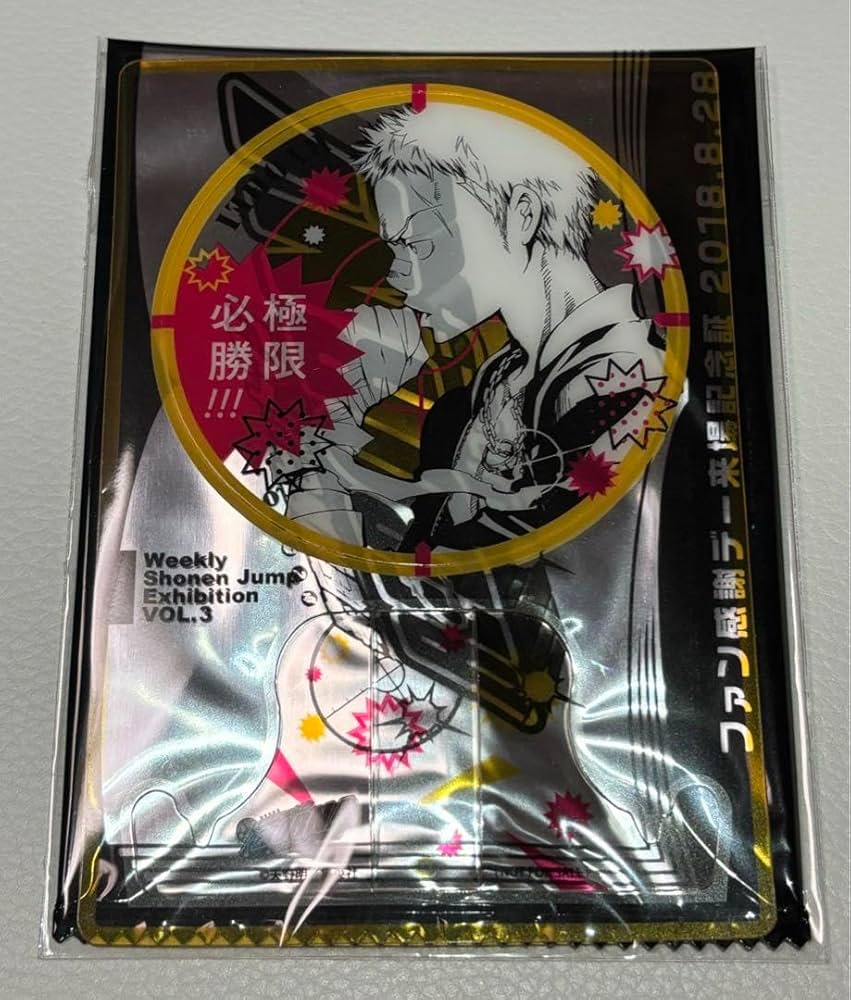 極限
必勝
!!!
Weekly
Shonen Jump
Exhibition
VOL.3
ファン感謝デー来場記念証 2018.8.28